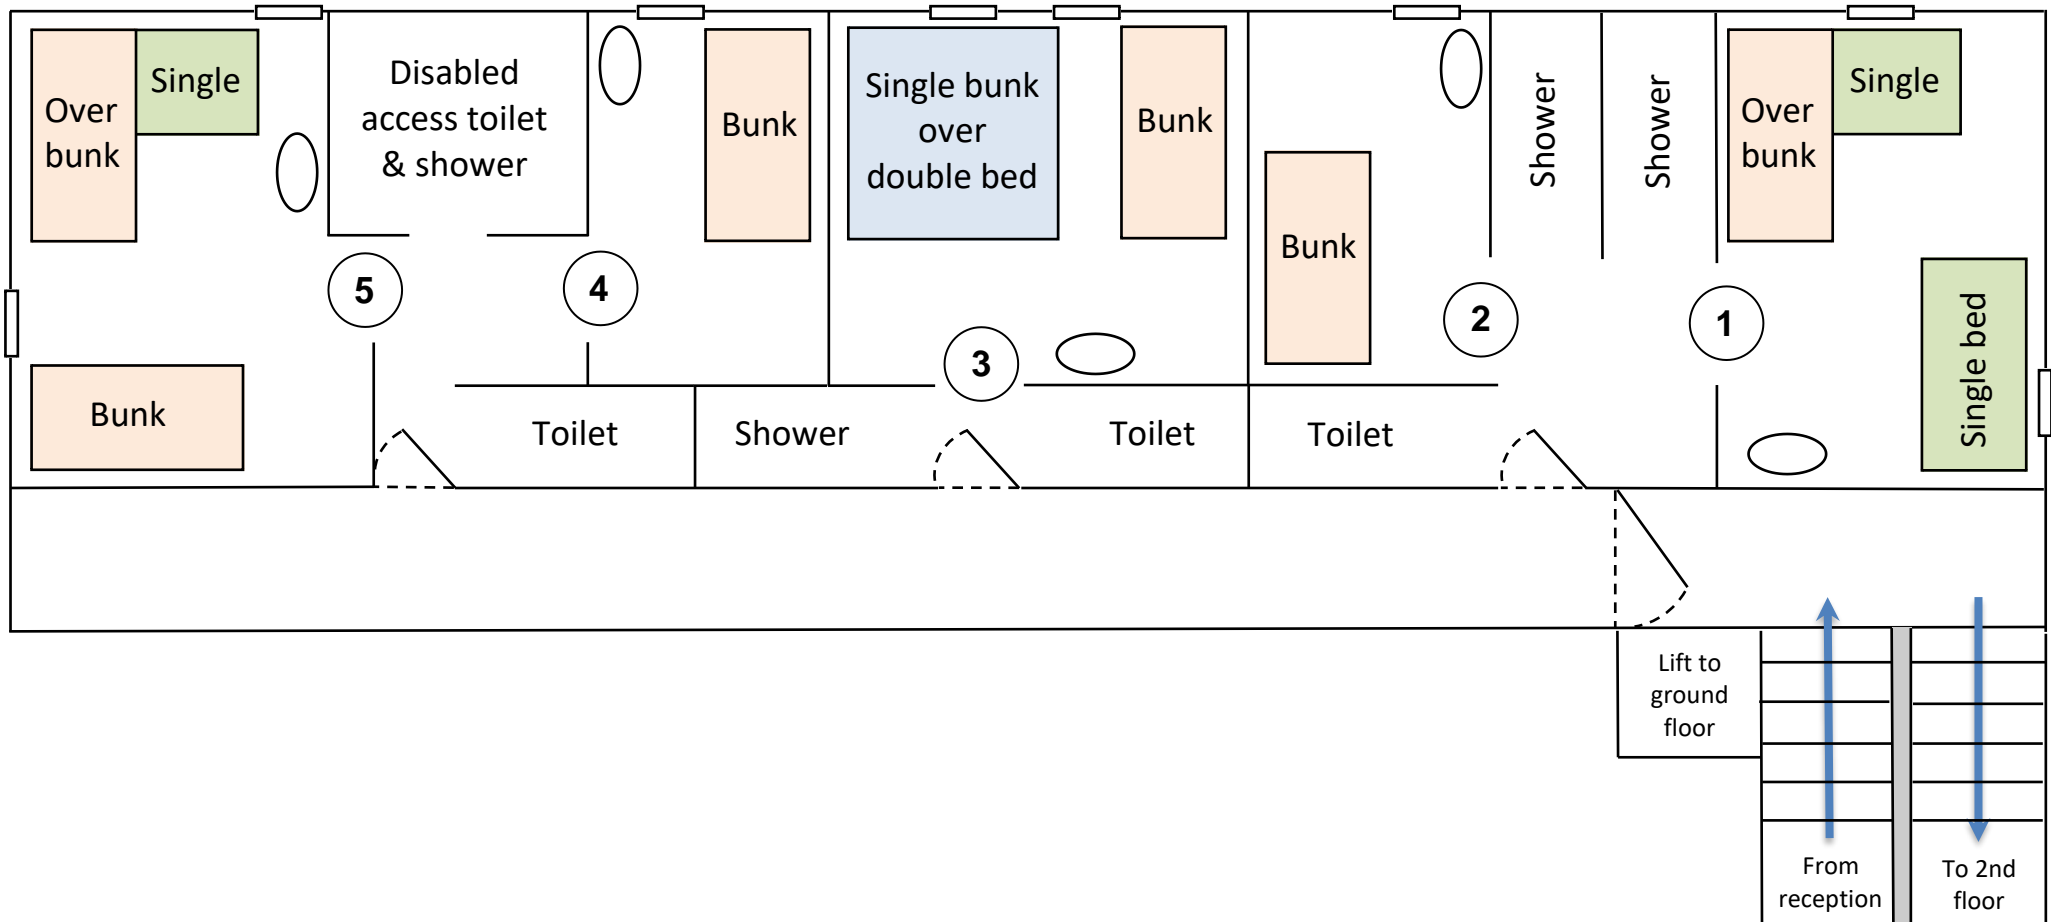 Over
bunk
Single
Disabled
access toilet
& shower
Bunk
Single bunk
over
double bed
Bunk
Bunk
Shower
Shower
Over
bunk
Single
Single bed
5
4
3
2
1
Bunk
Toilet
Shower
Toilet
Toilet
Lift to
ground
floor
From
reception
To 2nd
floor